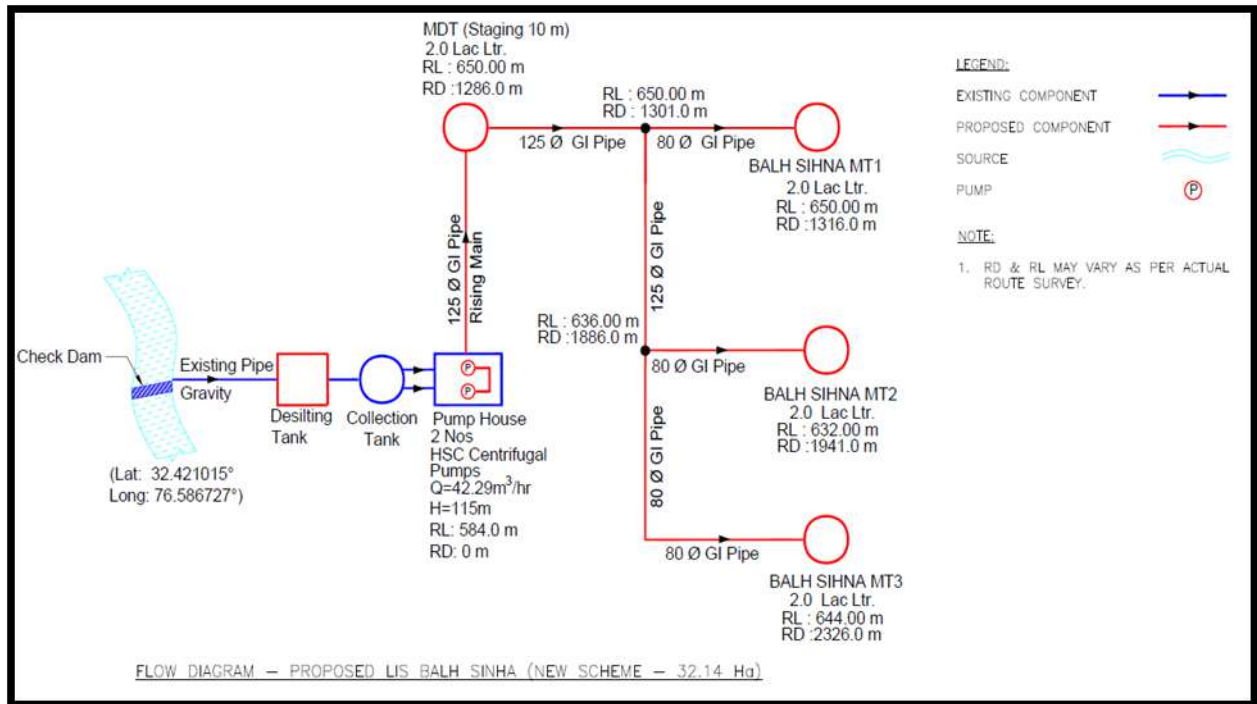 MDT (Staging 10 m)
2.0 Lac Ltr.
RL : 650.00 m
RD :1286.0 m
RL : 650.00 m
RD : 1301.0 m
125 Ø GI Pipe
80 Ø GI Pipe
BALH SIHNA MT1
2.0 Lac Ltr.
RL : 650.00 m
RD :1316.0 m
125 Ø GI Pipe
Rising Main
125 Ø GI Pipe
RL : 636.00 m
RD :1886.0 m
80 Ø GI Pipe
BALH SIHNA MT2
2.0 Lac Ltr.
RL : 632.00 m
RD :1941.0 m
80 Ø GI Pipe
80 Ø GI Pipe
BALH SIHNA MT3
2.0 Lac Ltr.
RL : 644.00 m
RD :2326.0 m
Check Dam
Existing Pipe
Gravity
Desilting
Tank
Collection
Tank
P
P
Pump House
2 Nos
HSC Centrifugal
Pumps
Q=42.29m³/hr
H=115m
RL: 584.0 m
RD: 0 m
(Lat: 32.421015°
Long: 76.586727°)
LEGEND:
EXISTING COMPONENT
PROPOSED COMPONENT
SOURCE
PUMP
P
NOTE:
1. RD & RL MAY VARY AS PER ACTUAL
ROUTE SURVEY.
FLOW DIAGRAM – PROPOSED LIS BALH SINHA (NEW SCHEME – 32.14 Ha)